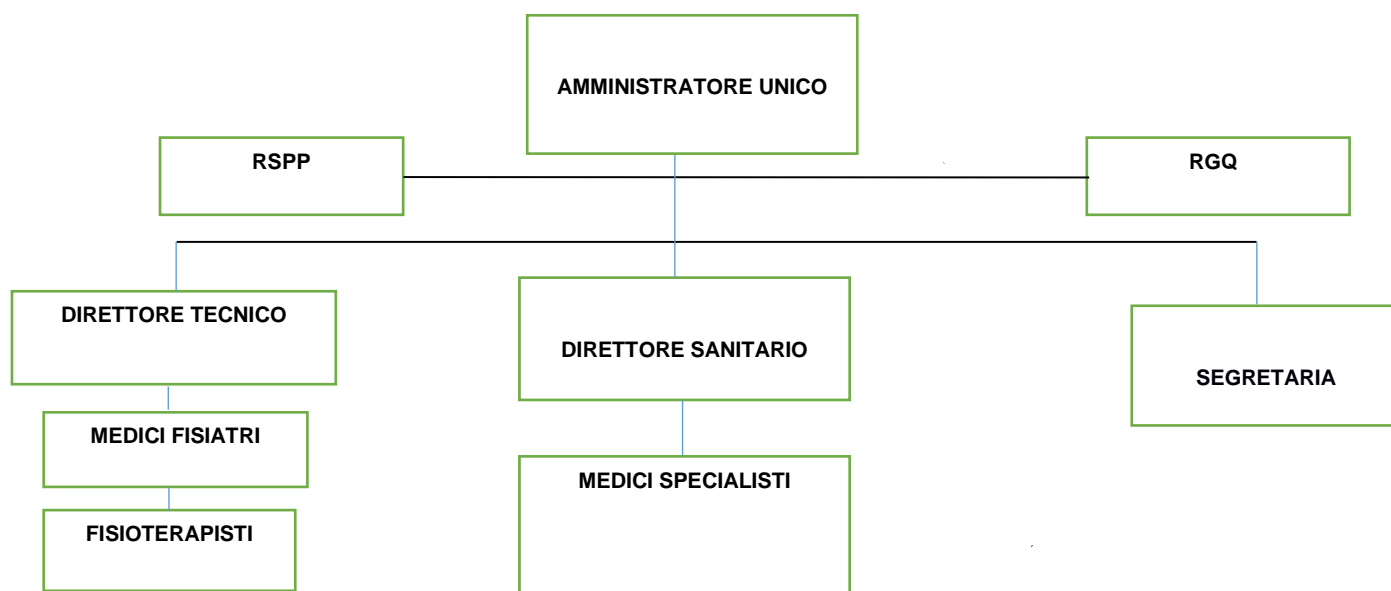 AMMINISTRATORE UNICO
RSPP
RGQ
DIRETTORE TECNICO
DIRETTORE SANITARIO
SEGRETARIA
MEDICI FISIATRI
MEDICI SPECIALISTI
FISIOTERAPISTI